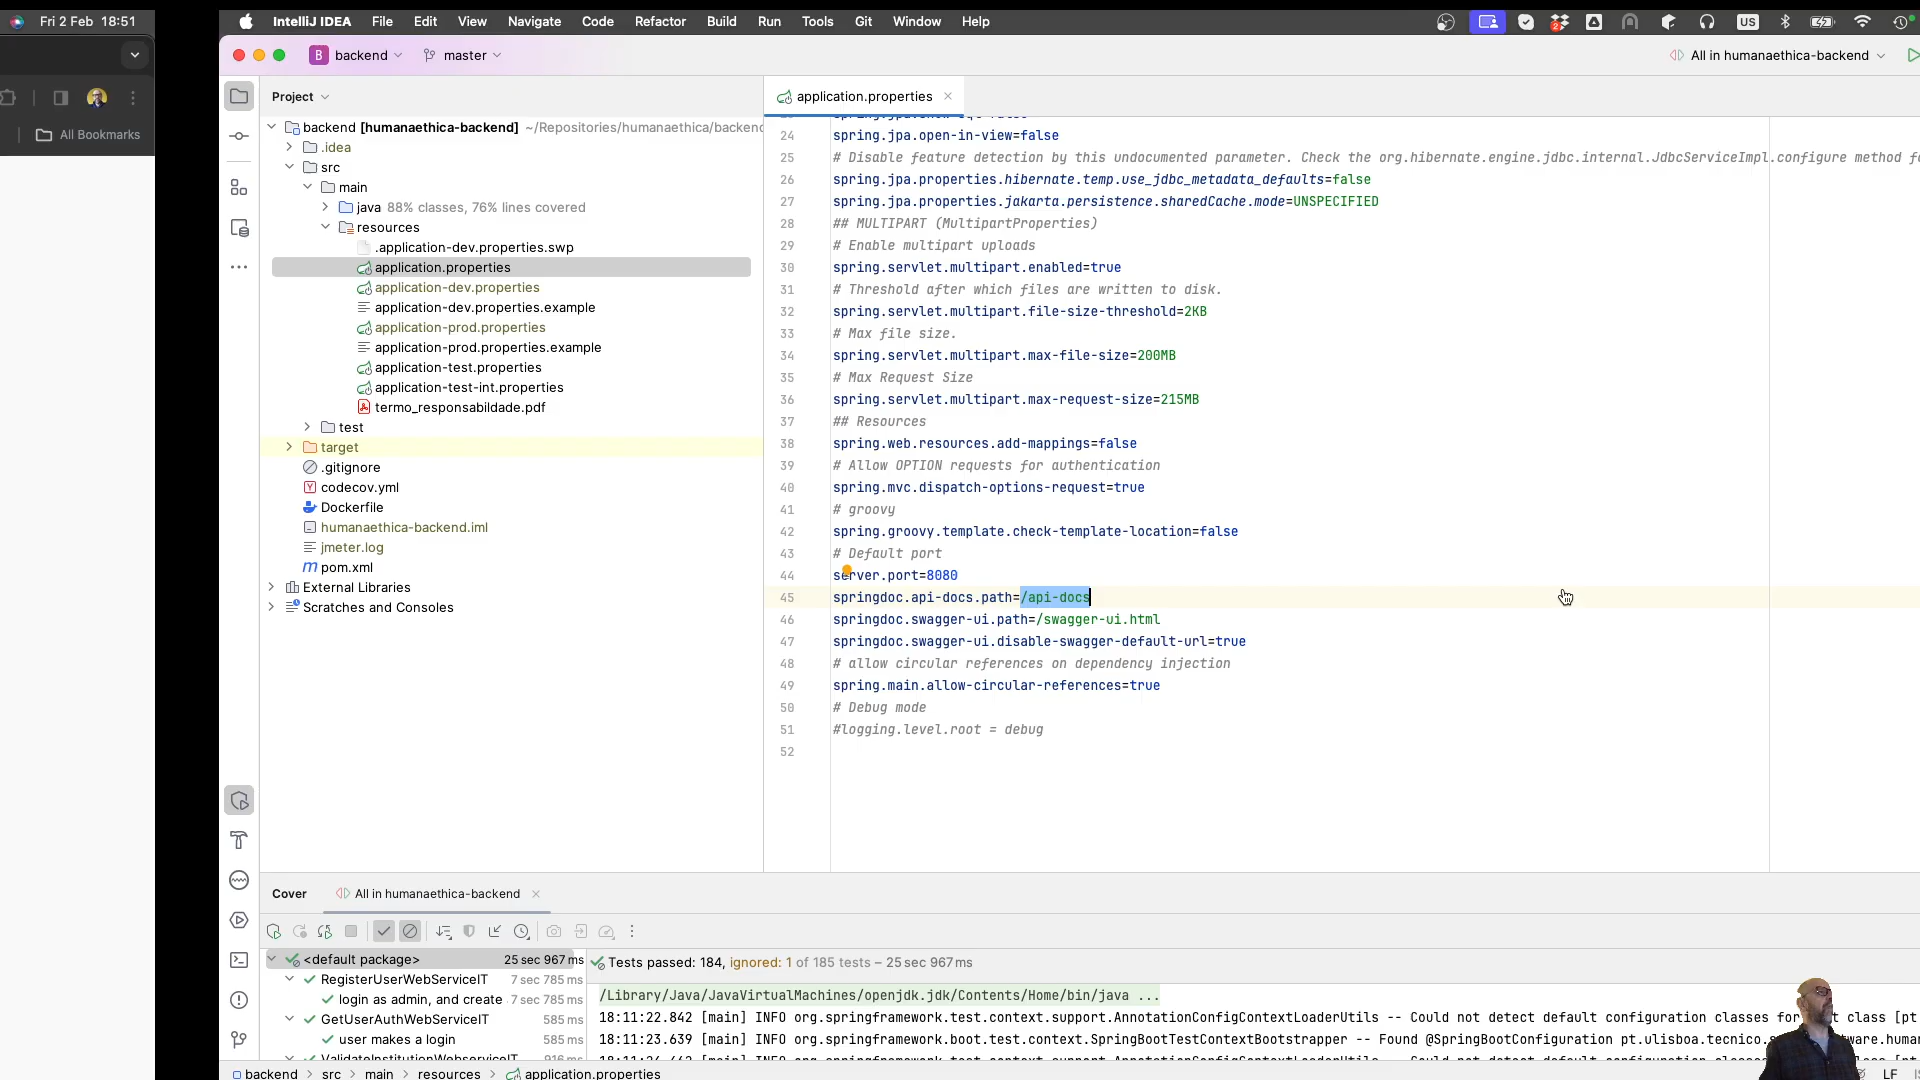 Fri 2 Feb 18:51
IntelliJ IDEA File Edit View Navigate Code Refactor Build Run Tools Git Window Help
US
All Bookmarks
B backend master
All in humanaethica-backend
Project
application.properties
backend [humanaethica-backend] ~/Repositories/humanaethica/backend
.idea
src
main
java 88% classes, 76% lines covered
resources
.application-dev.properties.swp
application.properties
application-dev.properties
application-dev.properties.example
application-prod.properties
application-prod.properties.example
application-test.properties
application-test-int.properties
termo_responsabildade.pdf
test
target
.gitignore
codecov.yml
Dockerfile
humanaethica-backend.iml
jmeter.log
pom.xml
External Libraries
Scratches and Consoles
24 spring.jpa.open-in-view=false
25 # Disable feature detection by this undocumented parameter. Check the org.hibernate.engine.jdbc.internal.JdbcServiceImpl.configure method f
26 spring.jpa.properties.hibernate.temp.use_jdbc_metadata_defaults=false
27 spring.jpa.properties.jakarta.persistence.sharedCache.mode=UNSPECIFIED
28 ## MULTIPART (MultipartProperties)
29 # Enable multipart uploads
30 spring.servlet.multipart.enabled=true
31 # Threshold after which files are written to disk.
32 spring.servlet.multipart.file-size-threshold=2KB
33 # Max file size.
34 spring.servlet.multipart.max-file-size=200MB
35 # Max Request Size
36 spring.servlet.multipart.max-request-size=215MB
37 ## Resources
38 spring.web.resources.add-mappings=false
39 # Allow OPTION requests for authentication
40 spring.mvc.dispatch-options-request=true
41 # groovy
42 spring.groovy.template.check-template-location=false
43 # Default port
44 server.port=8080
45 springdoc.api-docs.path=/api-docs
46 springdoc.swagger-ui.path=/swagger-ui.html
47 springdoc.swagger-ui.disable-swagger-default-url=true
48 # allow circular references on dependency injection
49 spring.main.allow-circular-references=true
50 # Debug mode
51 #logging.level.root = debug
52
Cover All in humanaethica-backend
<default package> 25 sec 967 ms
RegisterUserWebServiceIT 7 sec 785 ms
login as admin, and create 7 sec 785 ms
GetUserAuthWebServiceIT 585 ms
user makes a login 585 ms
ValidateInstitutionWebserviceIT 916 ms
Tests passed: 184, ignored: 1 of 185 tests – 25 sec 967 ms
/Library/Java/JavaVirtualMachines/openjdk.jdk/Contents/Home/bin/java ...
18:11:22.842 [main] INFO org.springframework.test.context.support.AnnotationConfigContextLoaderUtils -- Could not detect default configuration classes for class [pt
18:11:23.639 [main] INFO org.springframework.boot.test.context.SpringBootTestContextBootstrapper -- Found @SpringBootConfiguration pt.ulisboa.tecnico.
backend > src > main > resources > application.properties
LF